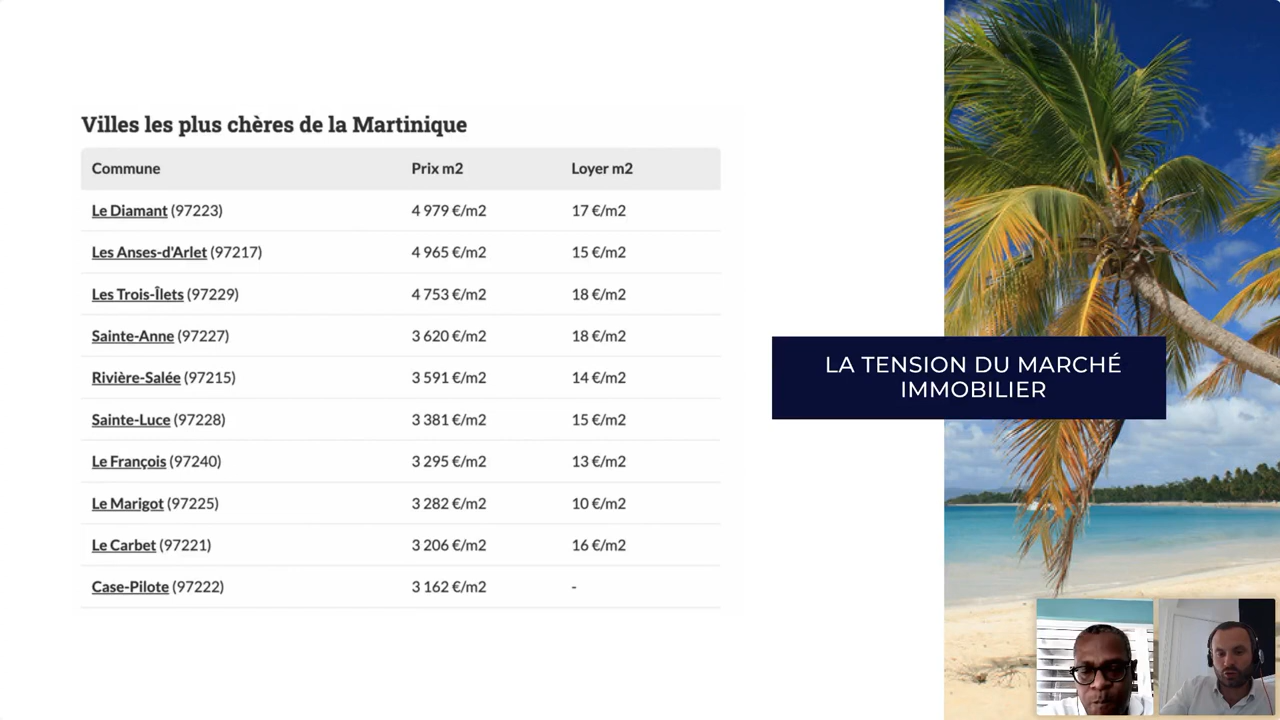 Villes les plus chères de la Martinique
Commune Prix m2 Loyer m2
Le Diamant (97223) 4 979 €/m2 17 €/m2
Les Anses-d'Arlet (97217) 4 965 €/m2 15 €/m2
Les Trois-Îlets (97229) 4 753 €/m2 18 €/m2
Sainte-Anne (97227) 3 620 €/m2 18 €/m2
Rivière-Salée (97215) 3 591 €/m2 14 €/m2
Sainte-Luce (97228) 3 381 €/m2 15 €/m2
Le François (97240) 3 295 €/m2 13 €/m2
Le Marigot (97225) 3 282 €/m2 10 €/m2
Le Carbet (97221) 3 206 €/m2 16 €/m2
Case-Pilote (97222) 3 162 €/m2 -
LA TENSION DU MARCHÉ
IMMOBILIER